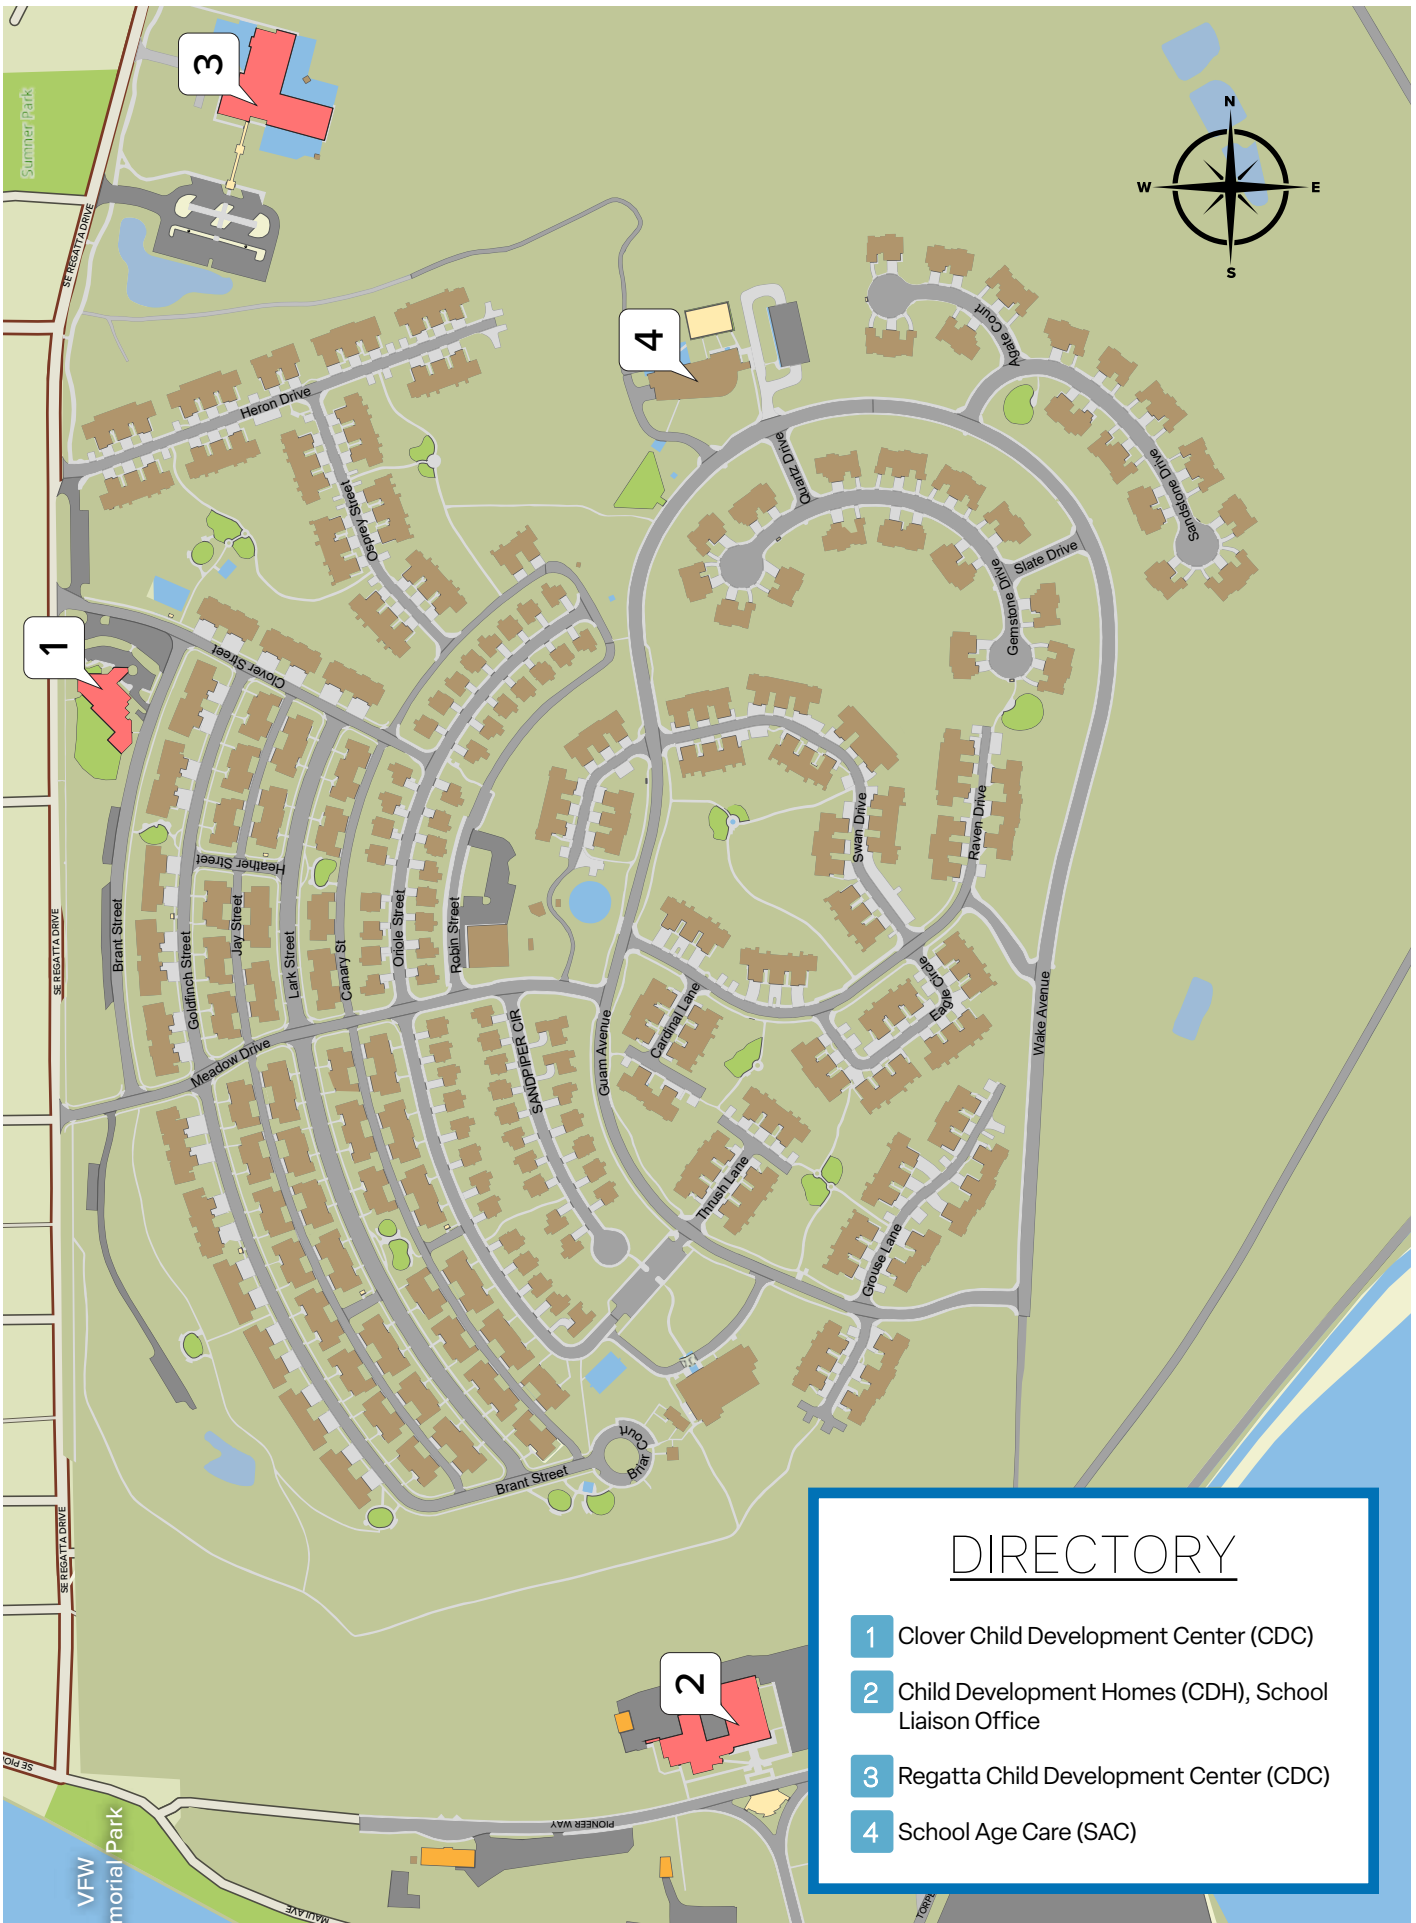 Sumner Park
3
N
W
E
S
SE REGATTA DRIVE
4
Agate Court
Heron Drive
Quartz Drive
Osprey Street
Sandstone Drive
Slate Drive
Gemstone Drive
1
Clover Street
Swan Drive
Raven Drive
Heather Street
Brant Street
Goldfinch Street
Jay Street
Lark Street
Canary St
Oriole Street
Robin Street
SE REGATTA DRIVE
Eagle Circle
Cardinal Lane
Wake Avenue
Meadow Drive
SANDPIPER CIR
Guam Avenue
Thrush Lane
Grouse Lane
Briar Court
Brant Street
SE REGATTA DRIVE
2
DIRECTORY
1 Clover Child Development Center (CDC)
2 Child Development Homes (CDH), School
Liaison Office
3 Regatta Child Development Center (CDC)
4 School Age Care (SAC)
PIONEER WAY
VFW
morial Park
MAUI AVE